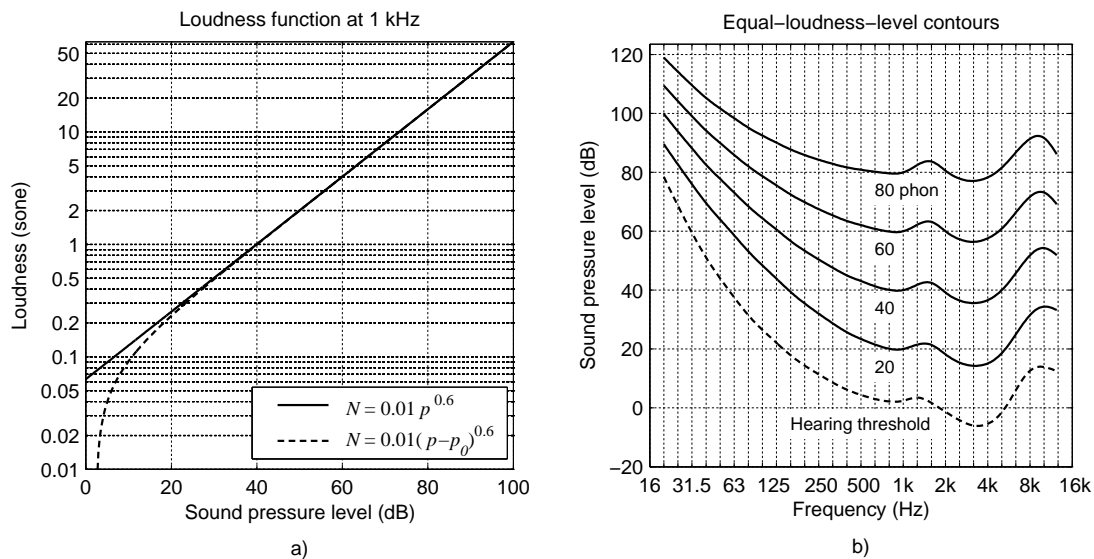 Loudness function at 1 kHz
Loudness (sone)
50
20
10
5
2
1
0.5
0.2
0.1
0.05
0.02
0.01
N = 0.01 p^0.6
N = 0.01( p−p_0)^0.6
0 20 40 60 80 100
Sound pressure level (dB)
a)
Equal−loudness−level contours
Sound pressure level (dB)
120
100
80
60
40
20
0
−20
80 phon
60
40
20
Hearing threshold
16 31.5 63 125 250 500 1k 2k 4k 8k 16k
Frequency (Hz)
b)